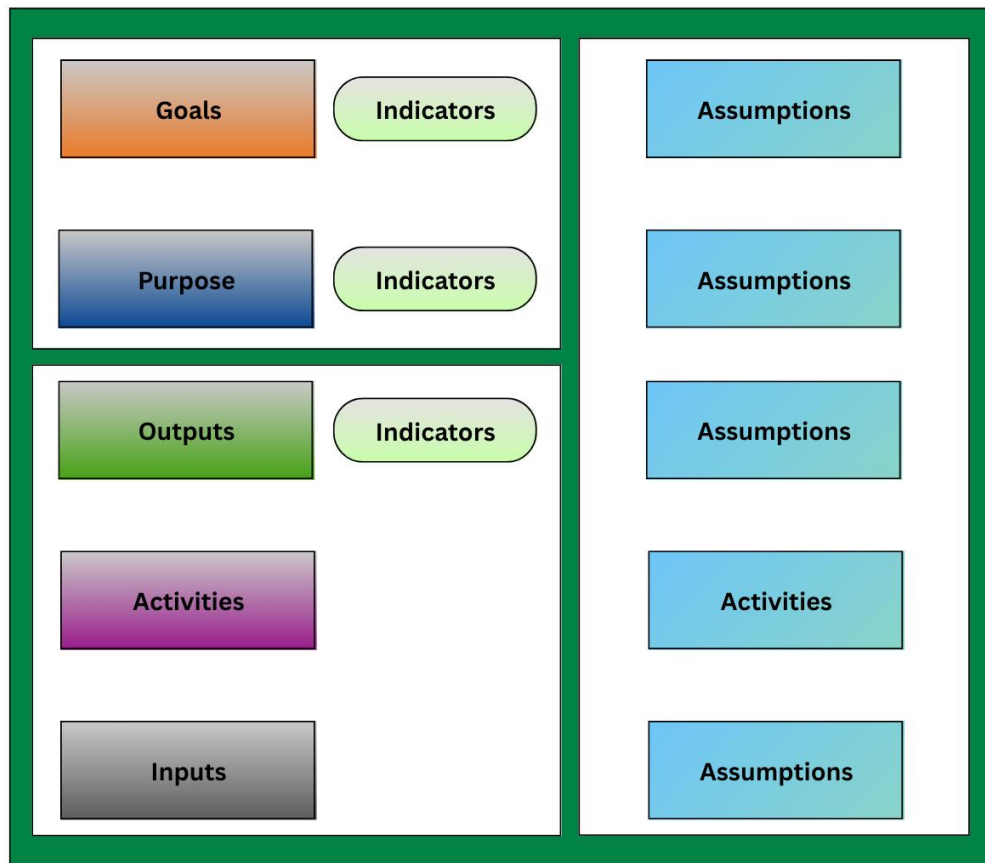 Goals
Indicators
Assumptions
Purpose
Indicators
Assumptions
Outputs
Indicators
Assumptions
Activities
Activities
Inputs
Assumptions